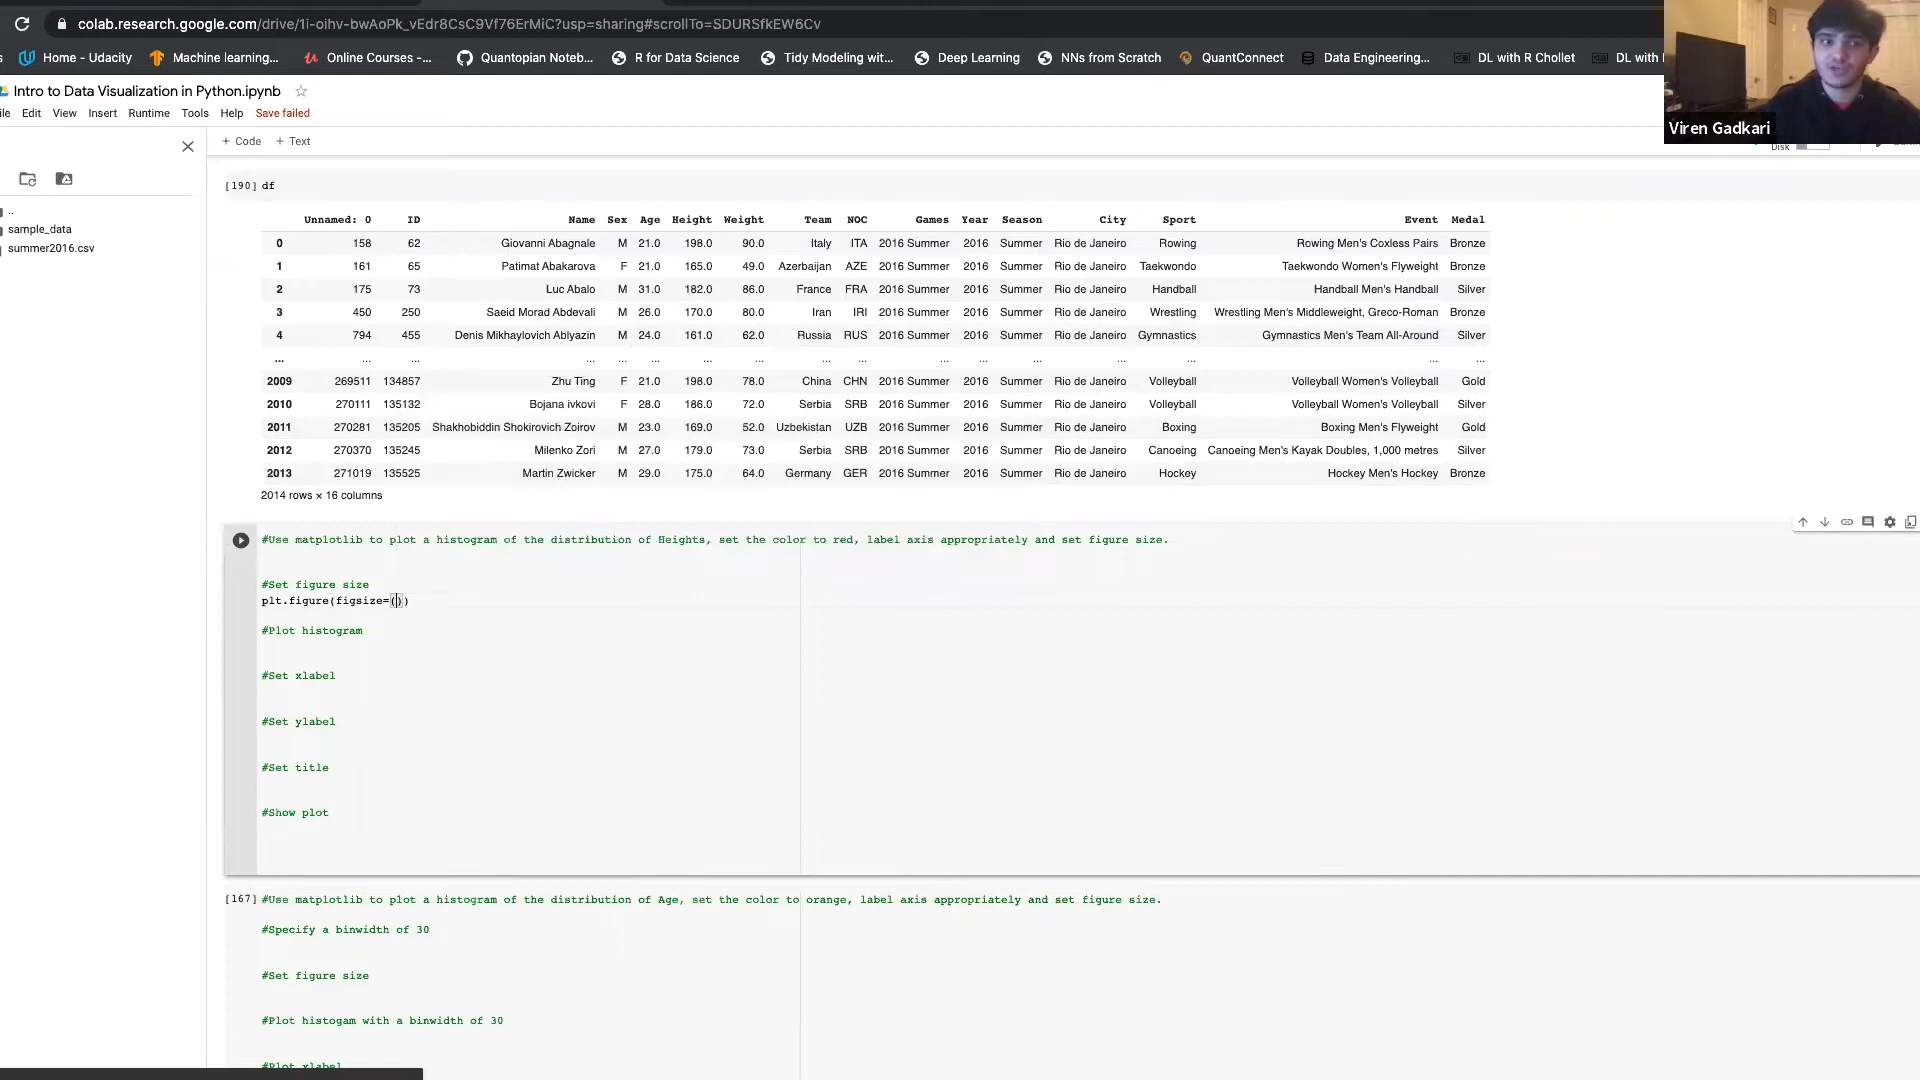 colab.research.google.com/drive/1i-oihv-bwAoPk_vEdr8CsC9Vf76ErMiC?usp=sharing#scrollTo=SDURSfkEW6Cv
s Home - Udacity Machine learning,... Online Courses -... Quantopian Noteb... R for Data Science Tidy Modeling wit... Deep Learning NNs from Scratch QuantConnect Data Engineering... DL with R Chollet DL with
Viren Gadkari
Intro to Data Visualization in Python.ipynb
ile Edit View Insert Runtime Tools Help Save failed
+ Code + Text
Disk
..
sample_data
summer2016.csv
[190] df
Unnamed: 0 ID Name Sex Age Height Weight Team NOC Games Year Season City Sport Event Medal
0 158 62 Giovanni Abagnale M 21.0 198.0 90.0 Italy ITA 2016 Summer 2016 Summer Rio de Janeiro Rowing Rowing Men's Coxless Pairs Bronze
1 161 65 Patimat Abakarova F 21.0 165.0 49.0 Azerbaijan AZE 2016 Summer 2016 Summer Rio de Janeiro Taekwondo Taekwondo Women's Flyweight Bronze
2 175 73 Luc Abalo M 31.0 182.0 86.0 France FRA 2016 Summer 2016 Summer Rio de Janeiro Handball Handball Men's Handball Silver
3 450 250 Saeid Morad Abdevali M 26.0 170.0 80.0 Iran IRI 2016 Summer 2016 Summer Rio de Janeiro Wrestling Wrestling Men's Middleweight, Greco-Roman Bronze
4 794 455 Denis Mikhaylovich Ablyazin M 24.0 161.0 62.0 Russia RUS 2016 Summer 2016 Summer Rio de Janeiro Gymnastics Gymnastics Men's Team All-Around Silver
... ... ... ... ... ... ... ... ... ... ... ... ... ... ... ... ...
2009 269511 134857 Zhu Ting F 21.0 198.0 78.0 China CHN 2016 Summer 2016 Summer Rio de Janeiro Volleyball Volleyball Women's Volleyball Gold
2010 270111 135132 Bojana ivkovi F 28.0 186.0 72.0 Serbia SRB 2016 Summer 2016 Summer Rio de Janeiro Volleyball Volleyball Women's Volleyball Silver
2011 270281 135205 Shakhobiddin Shokirovich Zoirov M 23.0 169.0 52.0 Uzbekistan UZB 2016 Summer 2016 Summer Rio de Janeiro Boxing Boxing Men's Flyweight Gold
2012 270370 135245 Milenko Zori M 27.0 179.0 73.0 Serbia SRB 2016 Summer 2016 Summer Rio de Janeiro Canoeing Canoeing Men's Kayak Doubles, 1,000 metres Silver
2013 271019 135525 Martin Zwicker M 29.0 175.0 64.0 Germany GER 2016 Summer 2016 Summer Rio de Janeiro Hockey Hockey Men's Hockey Bronze
2014 rows × 16 columns
#Use matplotlib to plot a histogram of the distribution of Heights, set the color to red, label axis appropriately and set figure size.
#Set figure size
plt.figure(figsize=())
#Plot histogram
#Set xlabel
#Set ylabel
#Set title
#Show plot
[167] #Use matplotlib to plot a histogram of the distribution of Age, set the color to orange, label axis appropriately and set figure size.
#Specify a binwidth of 30
#Set figure size
#Plot histogam with a binwidth of 30
#Plot xlabel